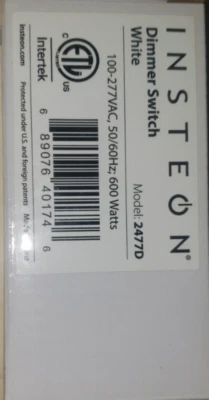 INSTEON®
Dimmer Switch
White
Model: 2477D
100-277VAC, 50/60Hz; 600 Watts
C ETL US
Intertek
6 89076 40174 6
insteon.com Protected under U.S. and foreign patents